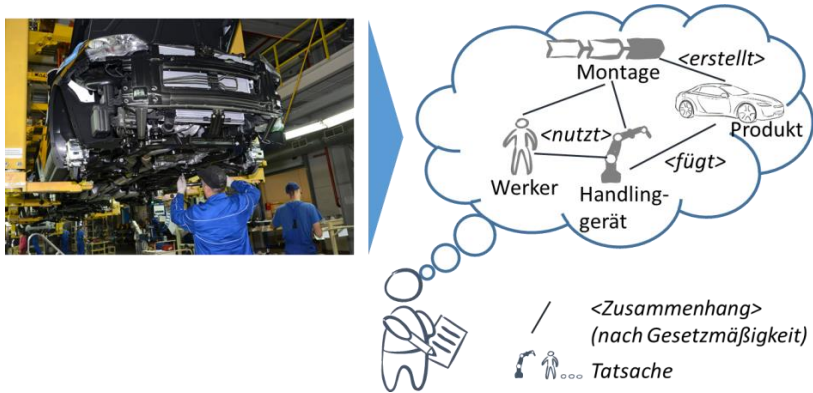 <erstellt>
Montage
Produkt
<nutzt>
<fügt>
Werker
Handling-
gerät
<Zusammenhang>
(nach Gesetzmäßigkeit)
Tatsache